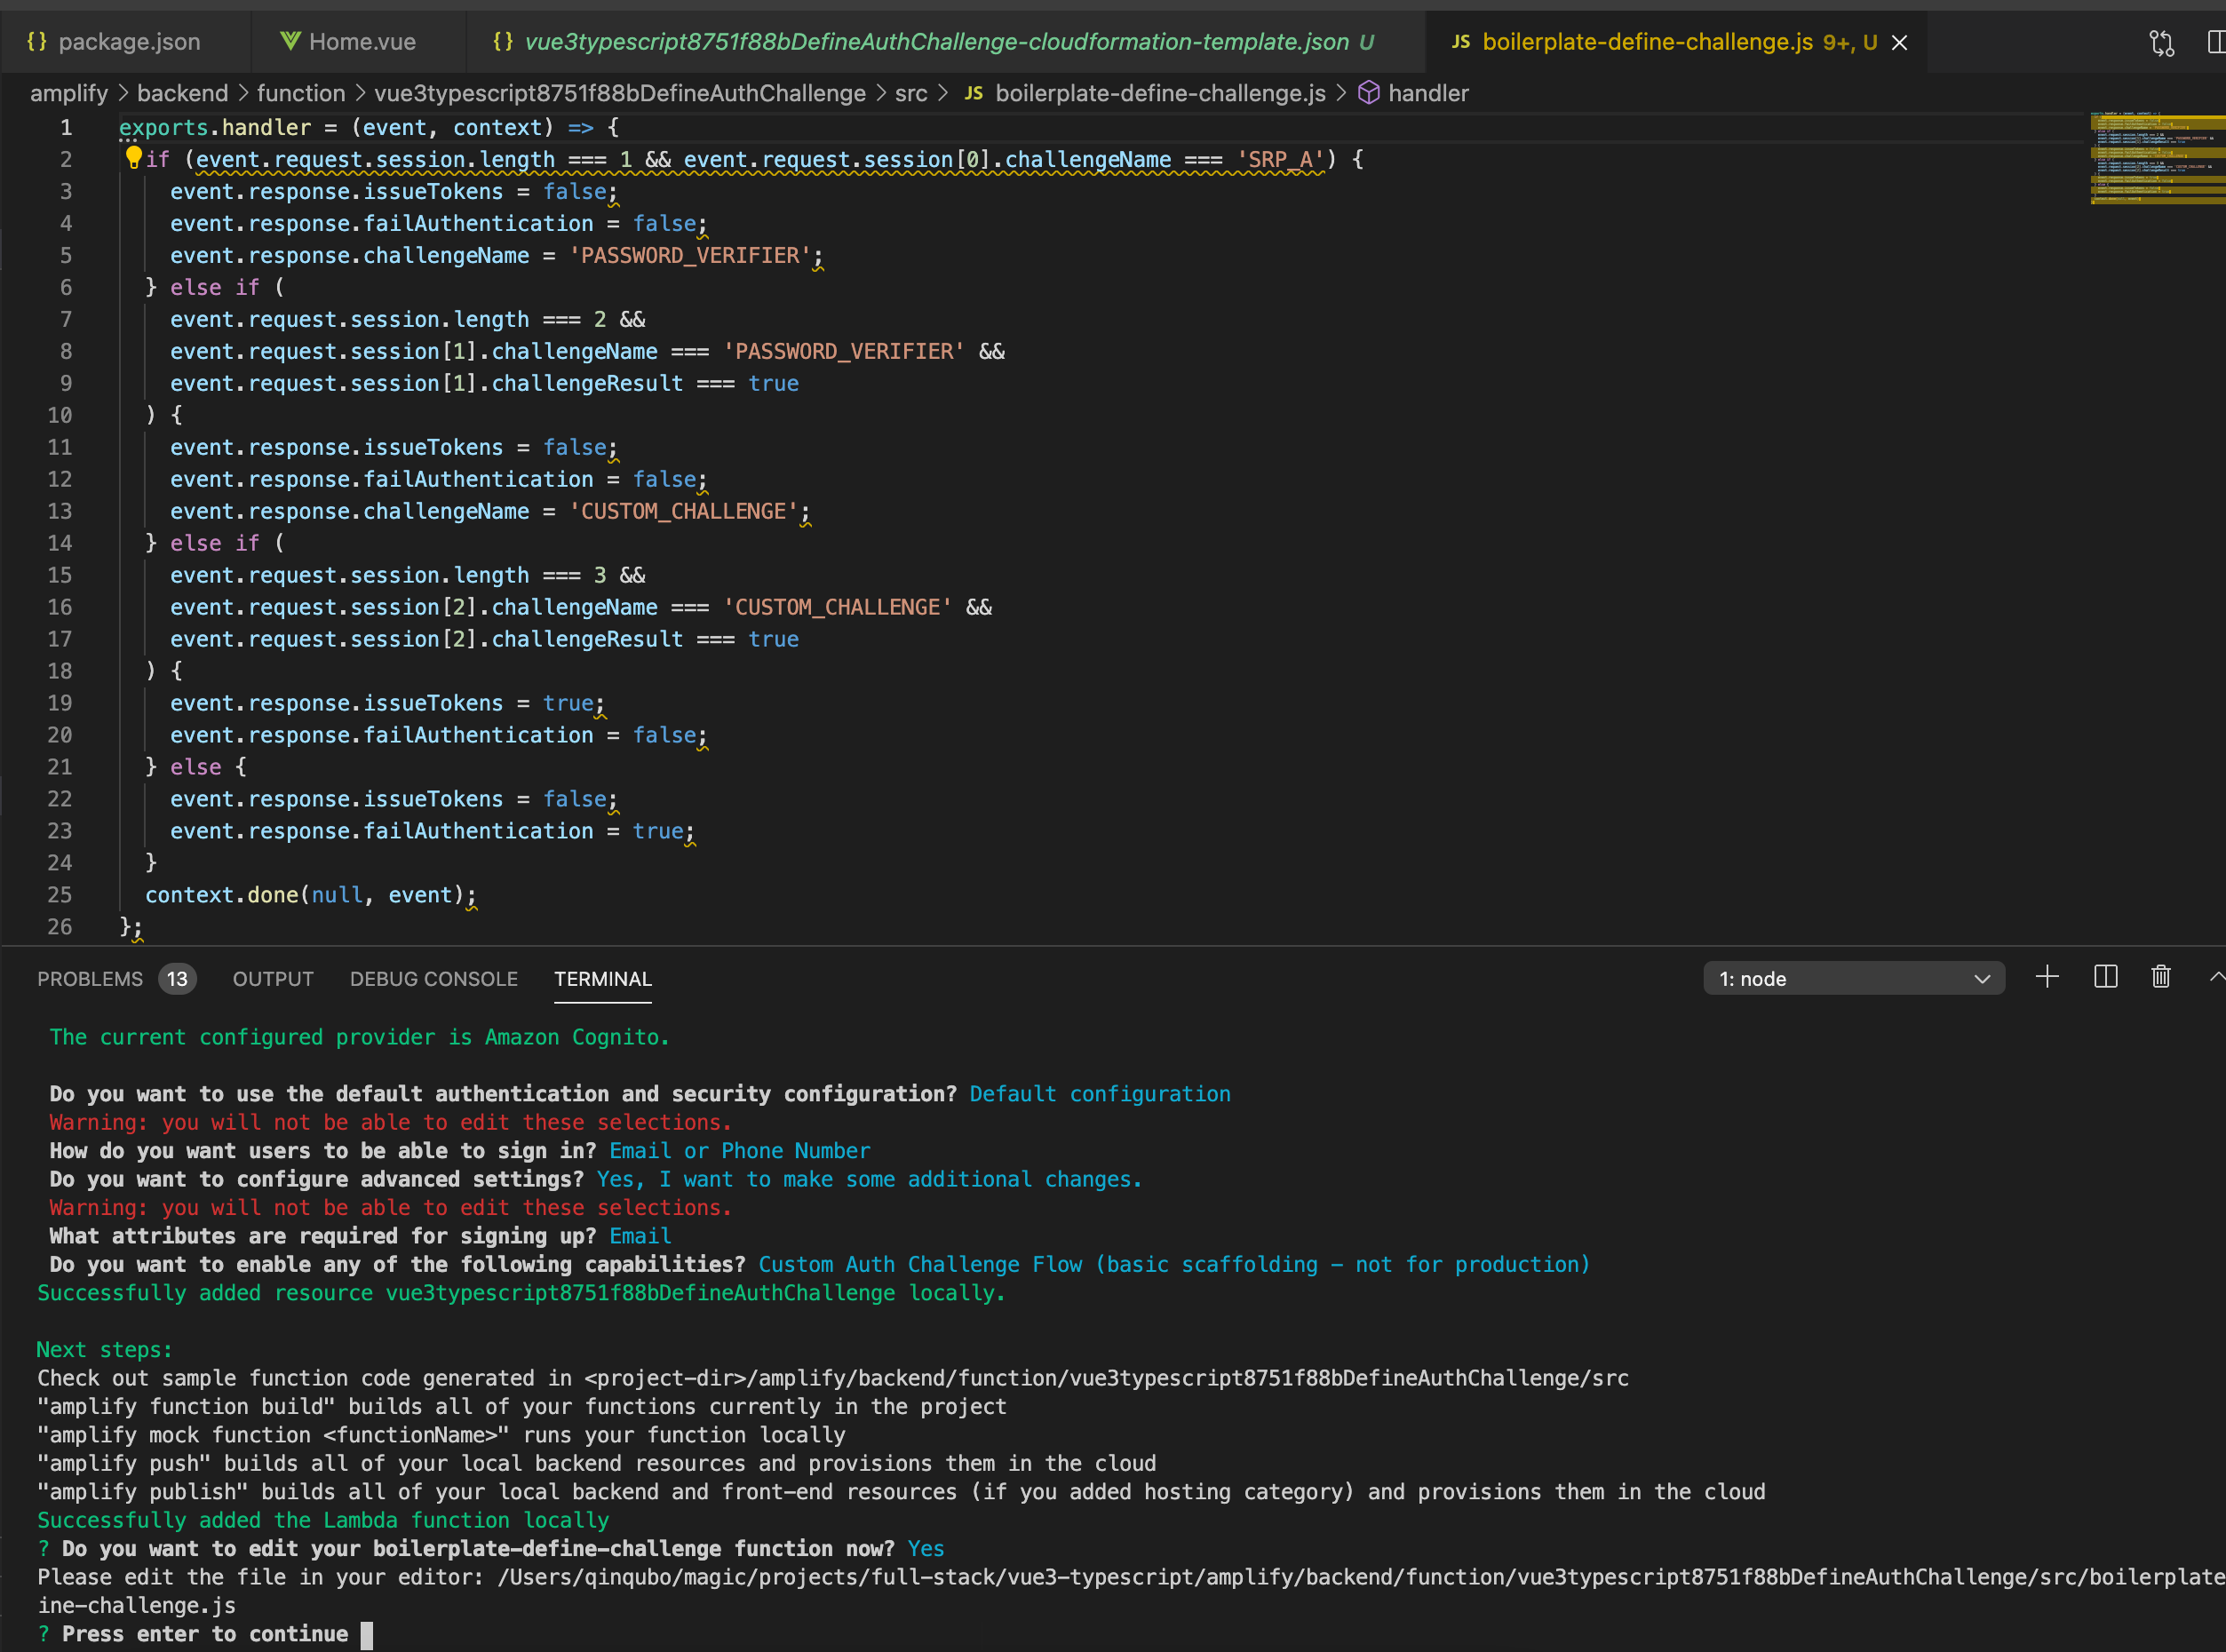 {} package.json Home.vue {} vue3typescript8751f88bDefineAuthChallenge-cloudformation-template.json U JS boilerplate-define-challenge.js 9+, U
amplify > backend > function > vue3typescript8751f88bDefineAuthChallenge > src > JS boilerplate-define-challenge.js > handler
1 exports.handler = (event, context) => {
2 if (event.request.session.length === 1 && event.request.session[0].challengeName === 'SRP_A') {
3 event.response.issueTokens = false;
4 event.response.failAuthentication = false;
5 event.response.challengeName = 'PASSWORD_VERIFIER';
6 } else if (
7 event.request.session.length === 2 &&
8 event.request.session[1].challengeName === 'PASSWORD_VERIFIER' &&
9 event.request.session[1].challengeResult === true
10 ) {
11 event.response.issueTokens = false;
12 event.response.failAuthentication = false;
13 event.response.challengeName = 'CUSTOM_CHALLENGE';
14 } else if (
15 event.request.session.length === 3 &&
16 event.request.session[2].challengeName === 'CUSTOM_CHALLENGE' &&
17 event.request.session[2].challengeResult === true
18 ) {
19 event.response.issueTokens = true;
20 event.response.failAuthentication = false;
21 } else {
22 event.response.issueTokens = false;
23 event.response.failAuthentication = true;
24 }
25 context.done(null, event);
26 };
PROBLEMS 13 OUTPUT DEBUG CONSOLE TERMINAL 1: node
The current configured provider is Amazon Cognito.
Do you want to use the default authentication and security configuration? Default configuration
Warning: you will not be able to edit these selections.
How do you want users to be able to sign in? Email or Phone Number
Do you want to configure advanced settings? Yes, I want to make some additional changes.
Warning: you will not be able to edit these selections.
What attributes are required for signing up? Email
Do you want to enable any of the following capabilities? Custom Auth Challenge Flow (basic scaffolding - not for production)
Successfully added resource vue3typescript8751f88bDefineAuthChallenge locally.
Next steps:
Check out sample function code generated in <project-dir>/amplify/backend/function/vue3typescript8751f88bDefineAuthChallenge/src
"amplify function build" builds all of your functions currently in the project
"amplify mock function <functionName>" runs your function locally
"amplify push" builds all of your local backend resources and provisions them in the cloud
"amplify publish" builds all of your local backend and front-end resources (if you added hosting category) and provisions them in the cloud
Successfully added the Lambda function locally
? Do you want to edit your boilerplate-define-challenge function now? Yes
Please edit the file in your editor: /Users/qinqubo/magic/projects/full-stack/vue3-typescript/amplify/backend/function/vue3typescript8751f88bDefineAuthChallenge/src/boilerplate
ine-challenge.js
? Press enter to continue